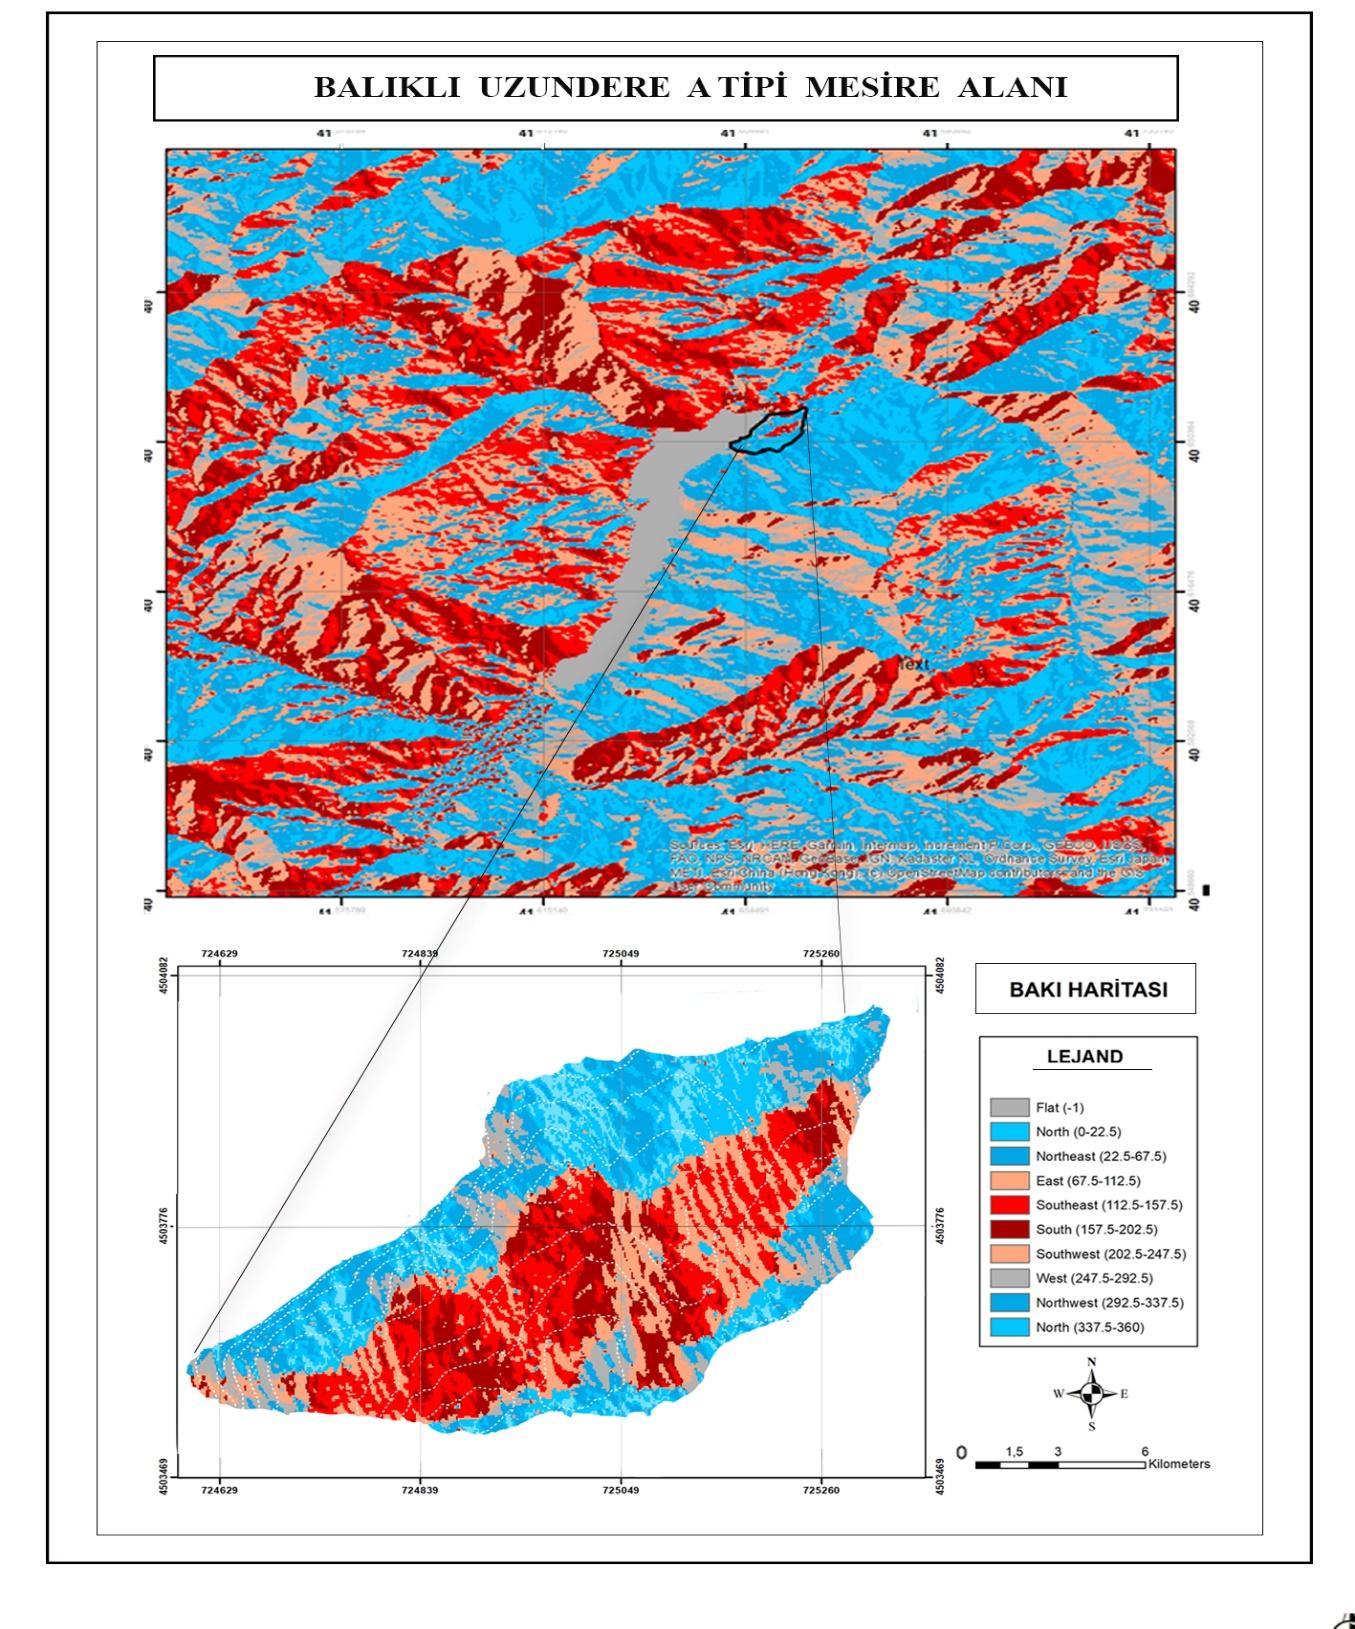 BALIKLI UZUNDERE A TİPİ MESİRE ALANI
41 41 41 41 41
40 40
40 40
40 40
40 40
40 40
Text
Sources: Esri, HERE, Garmin, Intermap, increment P Corp., GEBCO, USGS,
FAO, NPS, NRCAN, GeoBase, IGN, Kadaster NL, Ordnance Survey, Esri Japan,
METI, Esri China (Hong Kong), (c) OpenStreetMap contributors, and the GIS
User Community
41 41 41 41 41
724629 724839 725049 725260
4504082 4504082
4503776 4503776
4503469 4503469
724629 724839 725049 725260
BAKI HARİTASI
LEJAND
Flat (-1)
North (0-22.5)
Northeast (22.5-67.5)
East (67.5-112.5)
Southeast (112.5-157.5)
South (157.5-202.5)
Southwest (202.5-247.5)
West (247.5-292.5)
Northwest (292.5-337.5)
North (337.5-360)
N
W E
S
0 1,5 3 6
Kilometers